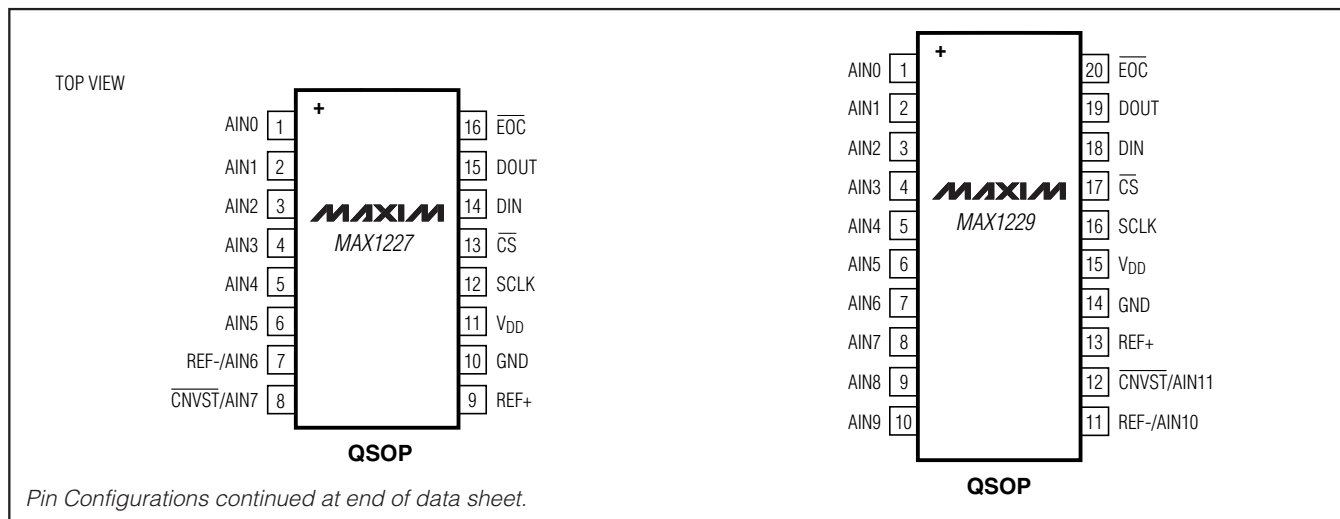 TOP VIEW
+
AIN0 1
AIN1 2
AIN2 3
AIN3 4
AIN4 5
AIN5 6
REF-/AIN6 7
CNVST/AIN7 8
MAXIM
MAX1227
16 EOC
15 DOUT
14 DIN
13 CS
12 SCLK
11 VDD
10 GND
9 REF+
QSOP
+
AIN0 1
AIN1 2
AIN2 3
AIN3 4
AIN4 5
AIN5 6
AIN6 7
AIN7 8
AIN8 9
AIN9 10
MAXIM
MAX1229
20 EOC
19 DOUT
18 DIN
17 CS
16 SCLK
15 VDD
14 GND
13 REF+
12 CNVST/AIN11
11 REF-/AIN10
QSOP
Pin Configurations continued at end of data sheet.